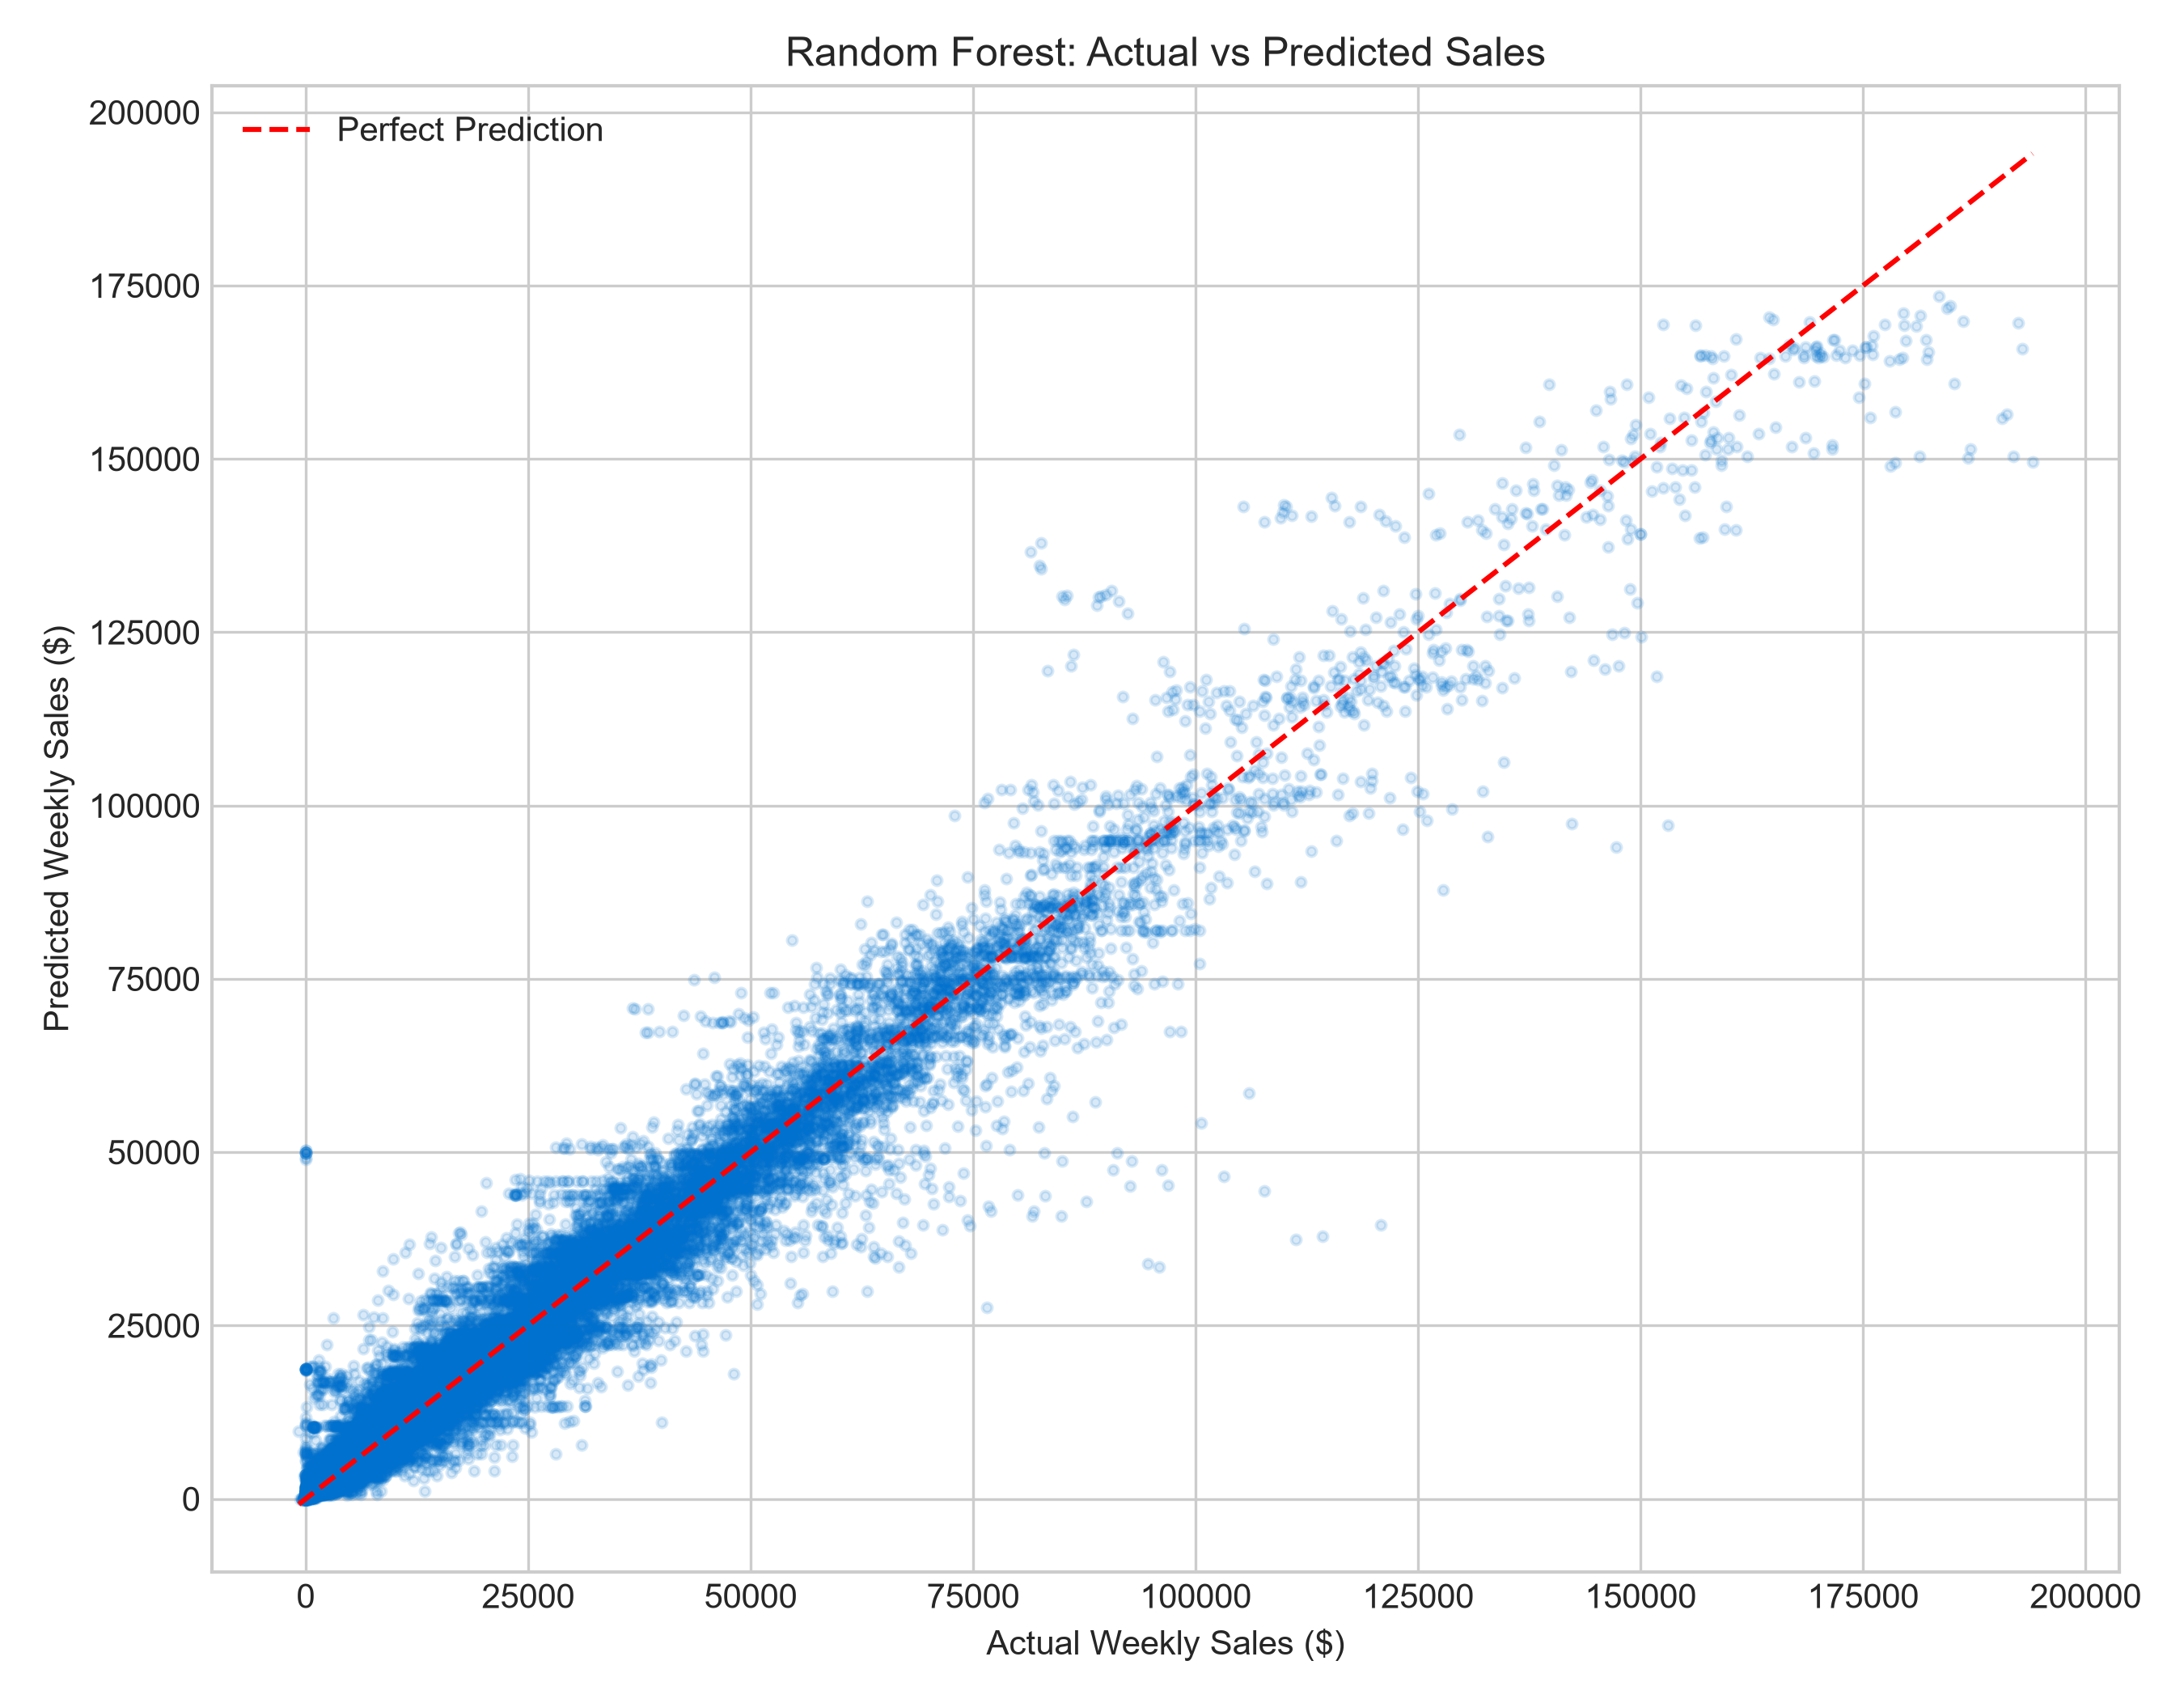 Random Forest: Actual vs Predicted Sales
Perfect Prediction
200000
175000
150000
125000
100000
75000
50000
25000
0
Predicted Weekly Sales ($)
0 25000 50000 75000 100000 125000 150000 175000 200000
Actual Weekly Sales ($)